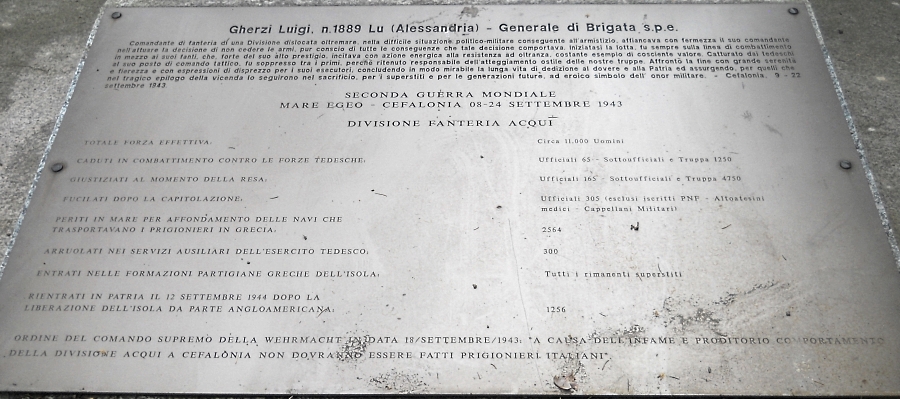 Gherzi Luigi, n.1889 Lu (Alessandria) - Generale di Brigata s.p.e.
Comandante di fanteria di una Divisione dislocata oltremare, nella difficile situazione politico-militare conseguente all'armistizio, affiancava con fermezza il suo comandante
nell'attuare la decisione di non cedere le armi, pur conscio di tutte le conseguenze che tale decisione comportava. Iniziatasi la lotta, fu sempre sulla linea di combattimento
in mezzo ai suoi fanti, che, forte del suo prestigio, incitava con azione energica alla resistenza ad oltranza, costante esempio di cosciente valore. Catturato dai tedeschi
al suo posto di comando tattico, fu soppresso tra i primi, perchè ritenuto responsabile dell'atteggiamento ostile delle nostre truppe. Affrontò la fine con grande serenità
e fierezza e con espressioni di disprezzo per i suoi esecutori, concludendo in modo mirabile la lunga vita di dedizione al dovere e alla Patria ed assurgendo, per quelli che
nel tragico epilogo della vicenda lo seguirono nel sacrificio, per i superstiti e per le generazioni future, ad eroico simbolo dell' onor militare. - Cefalonia, 9 - 22
settembre 1943.
SECONDA GUERRA MONDIALE
MARE EGEO - CEFALONIA 08-24 SETTEMBRE 1943
DIVISIONE FANTERIA ACQUI
TOTALE FORZA EFFETTIVA: Circa 11.000 Uomini
CADUTI IN COMBATTIMENTO CONTRO LE FORZE TEDESCHE: Ufficiali 65 - Sottoufficiali e Truppa 1250
GIUSTIZIATI AL MOMENTO DELLA RESA: Ufficiali 165 - Sottoufficiali e Truppa 4750
FUCILATI DOPO LA CAPITOLAZIONE: Ufficiali 305 (esclusi iscritti PNF - Altoatesini
medici - Cappellani Militari)
PERITI IN MARE PER AFFONDAMENTO DELLE NAVI CHE
TRASPORTAVANO I PRIGIONIERI IN GRECIA: 2564
ARRUOLATI NEI SERVIZI AUSILIARI DELL'ESERCITO TEDESCO: 300
ENTRATI NELLE FORMAZIONI PARTIGIANE GRECHE DELL'ISOLA: Tutti i rimanenti superstiti
RIENTRATI IN PATRIA IL 12 SETTEMBRE 1944 DOPO LA
LIBERAZIONE DELL'ISOLA DA PARTE ANGLOAMERICANA: 1256
ORDINE DEL COMANDO SUPREMO DELLA WEHRMACHT IN DATA 18/SETTEMBRE/1943: "A CAUSA DELL'INFAME E PRODITORIO COMPORTAMENTO
DELLA DIVISIONE ACQUI A CEFALONIA NON DOVRANNO ESSERE FATTI PRIGIONIERI ITALIANI".